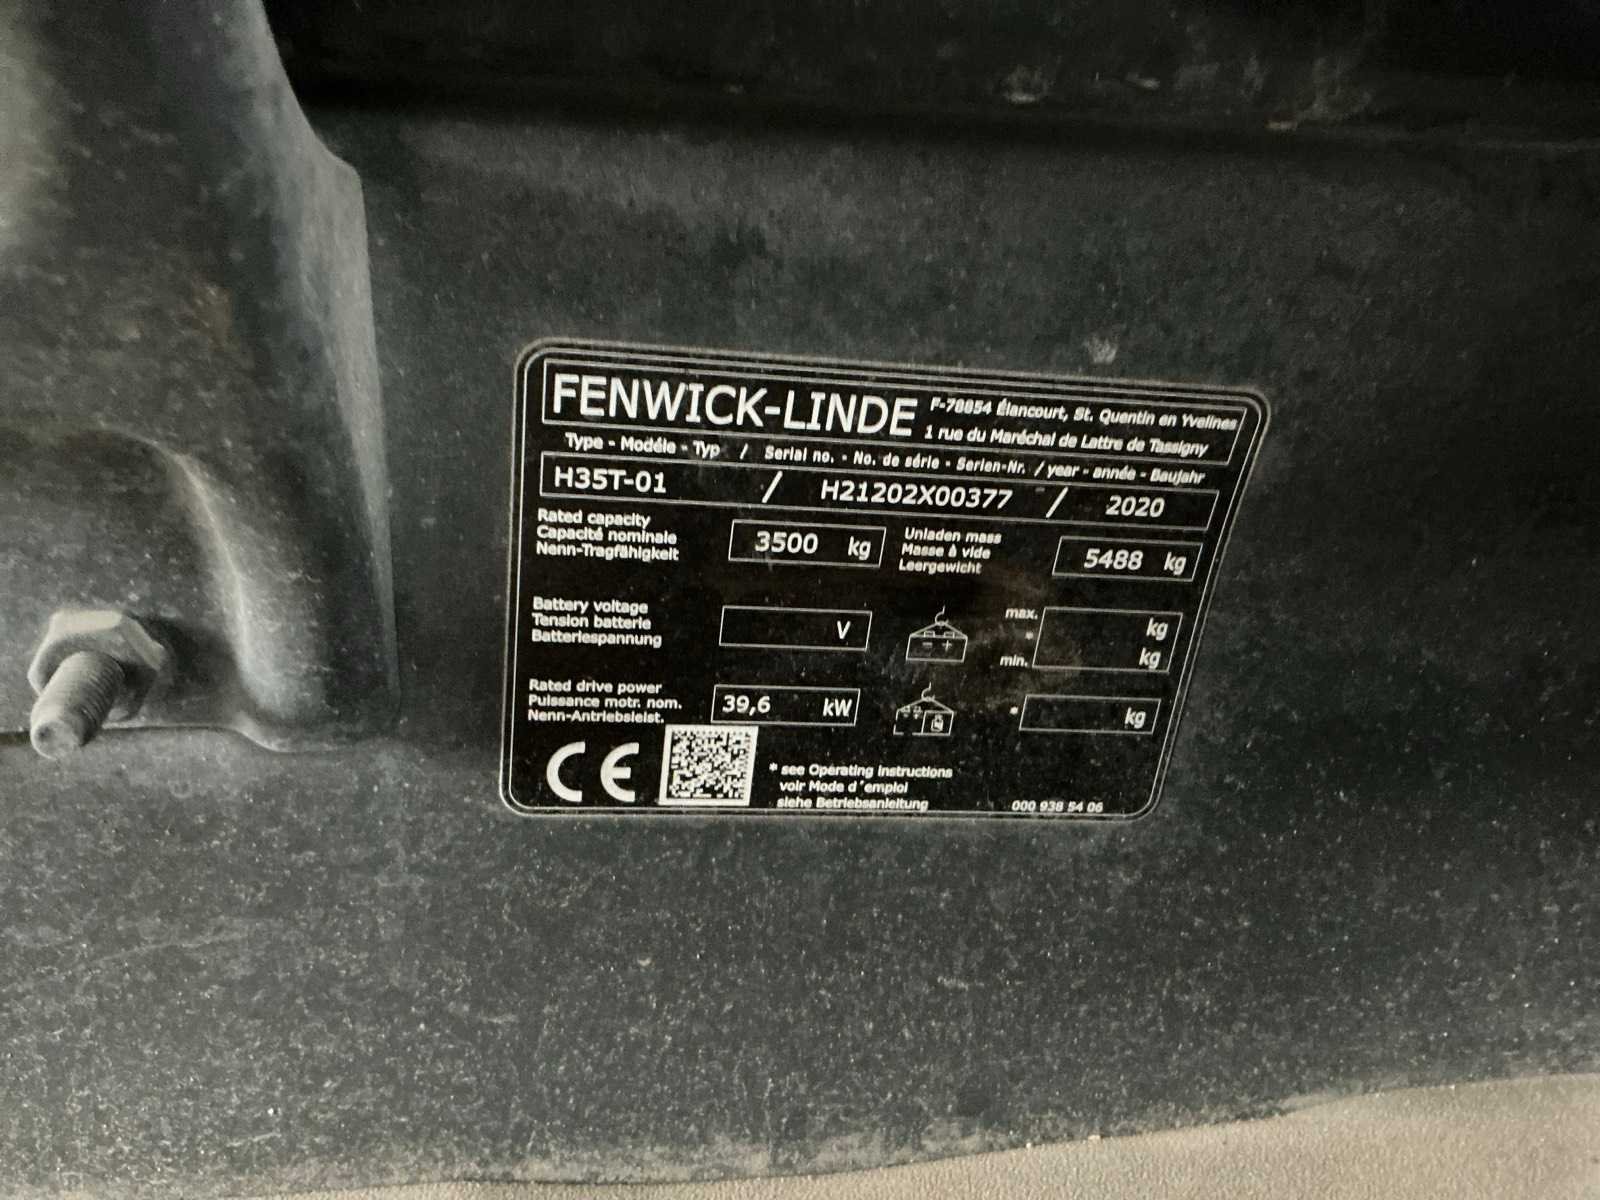 FENWICK-LINDE
F-78854 Élancourt, St. Quentin en Yvelines
1 rue du Maréchal de Lattre de Tassigny
Type - Modéle - Typ / Serial no. - No. de série - Serien-Nr. / year - année - Baujahr
H35T-01 / H21202X00377 / 2020
Rated capacity
Capacité nominale
Nenn-Tragfähigkeit
3500 kg
Unladen mass
Masse à vide
Leergewicht
5488 kg
Battery voltage
Tension batterie
Batteriespannung
V
max. kg
*
min. kg
Rated drive power
Puissance motr. nom.
Nenn-Antriebsleist.
39,6 kW
* kg
CE
* see Operating instructions
voir Mode d'emploi
siehe Betriebsanleitung
000 938 54 06